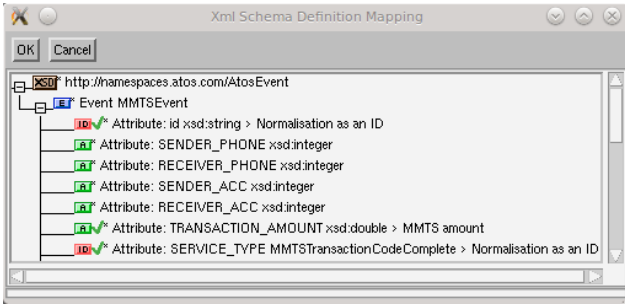 Xml Schema Definition Mapping
OK Cancel
XSD* http://namespaces.atos.com/AtosEvent
E* Event MMTSEvent
ID* Attribute: id xsd:string > Normalisation as an ID
A* Attribute: SENDER_PHONE xsd:integer
A* Attribute: RECEIVER_PHONE xsd:integer
A* Attribute: SENDER_ACC xsd:integer
A* Attribute: RECEIVER_ACC xsd:integer
A* Attribute: TRANSACTION_AMOUNT xsd:double > MMTS amount
ID* Attribute: SERVICE_TYPE MMTSTransactionCodeComplete > Normalisation as an ID